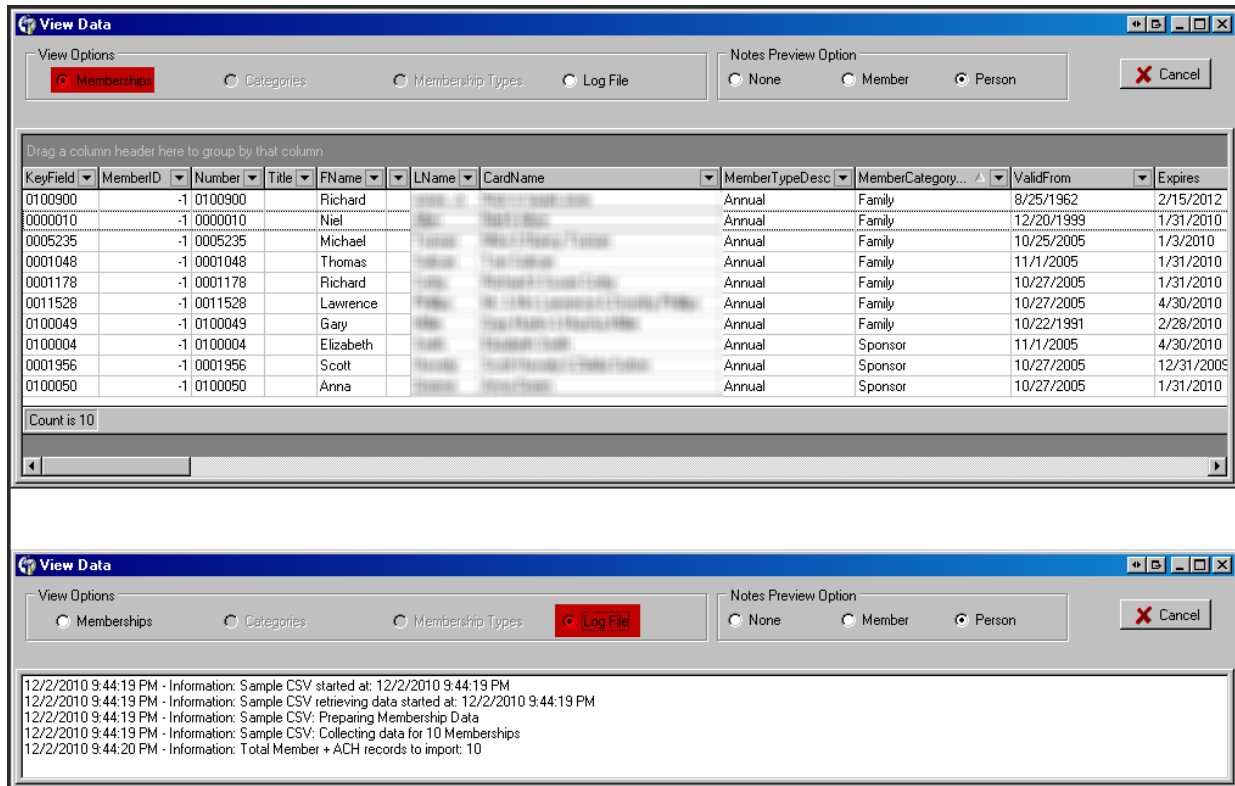 View Data
View Options
Notes Preview Option
Memberships Categories Membership Types Log File None Member Person Cancel
Drag a column header here to group by that column
KeyField MemberID Number Title FName LName CardName MemberTypeDesc MemberCategory... ValidFrom Expires
0100900 -1 0100900 Richard Annual Family 8/25/1962 2/15/2012
0000010 -1 0000010 Niel Annual Family 12/20/1999 1/31/2010
0005235 -1 0005235 Michael Annual Family 10/25/2005 1/3/2010
0001048 -1 0001048 Thomas Annual Family 11/1/2005 1/31/2010
0001178 -1 0001178 Richard Annual Family 10/27/2005 1/31/2010
0011528 -1 0011528 Lawrence Annual Family 10/27/2005 4/30/2010
0100049 -1 0100049 Gary Annual Family 10/22/1991 2/28/2010
0100004 -1 0100004 Elizabeth Annual Sponsor 11/1/2005 4/30/2010
0001956 -1 0001956 Scott Annual Sponsor 10/27/2005 12/31/2009
0100050 -1 0100050 Anna Annual Sponsor 10/27/2005 1/31/2010
Count is 10
View Data
View Options
Notes Preview Option
Memberships Categories Membership Types Log File None Member Person Cancel
12/2/2010 9:44:19 PM - Information: Sample CSV started at: 12/2/2010 9:44:19 PM
12/2/2010 9:44:19 PM - Information: Sample CSV retrieving data started at: 12/2/2010 9:44:19 PM
12/2/2010 9:44:19 PM - Information: Sample CSV: Preparing Membership Data
12/2/2010 9:44:19 PM - Information: Sample CSV: Collecting data for 10 Memberships
12/2/2010 9:44:20 PM - Information: Total Member + ACH records to import: 10